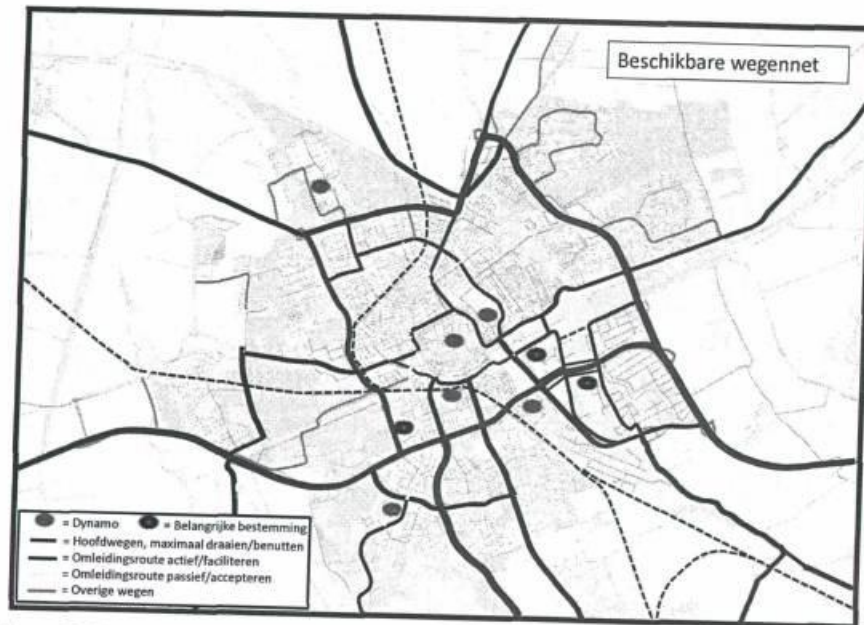 Beschikbare wegennet
= Dynamo = Belangrijke bestemming
= Hoofdwegen, maximaal draaien/benutten
= Omleidingsroute actief/faciliteren
= Omleidingsroute passief/accepteren
= Overige wegen